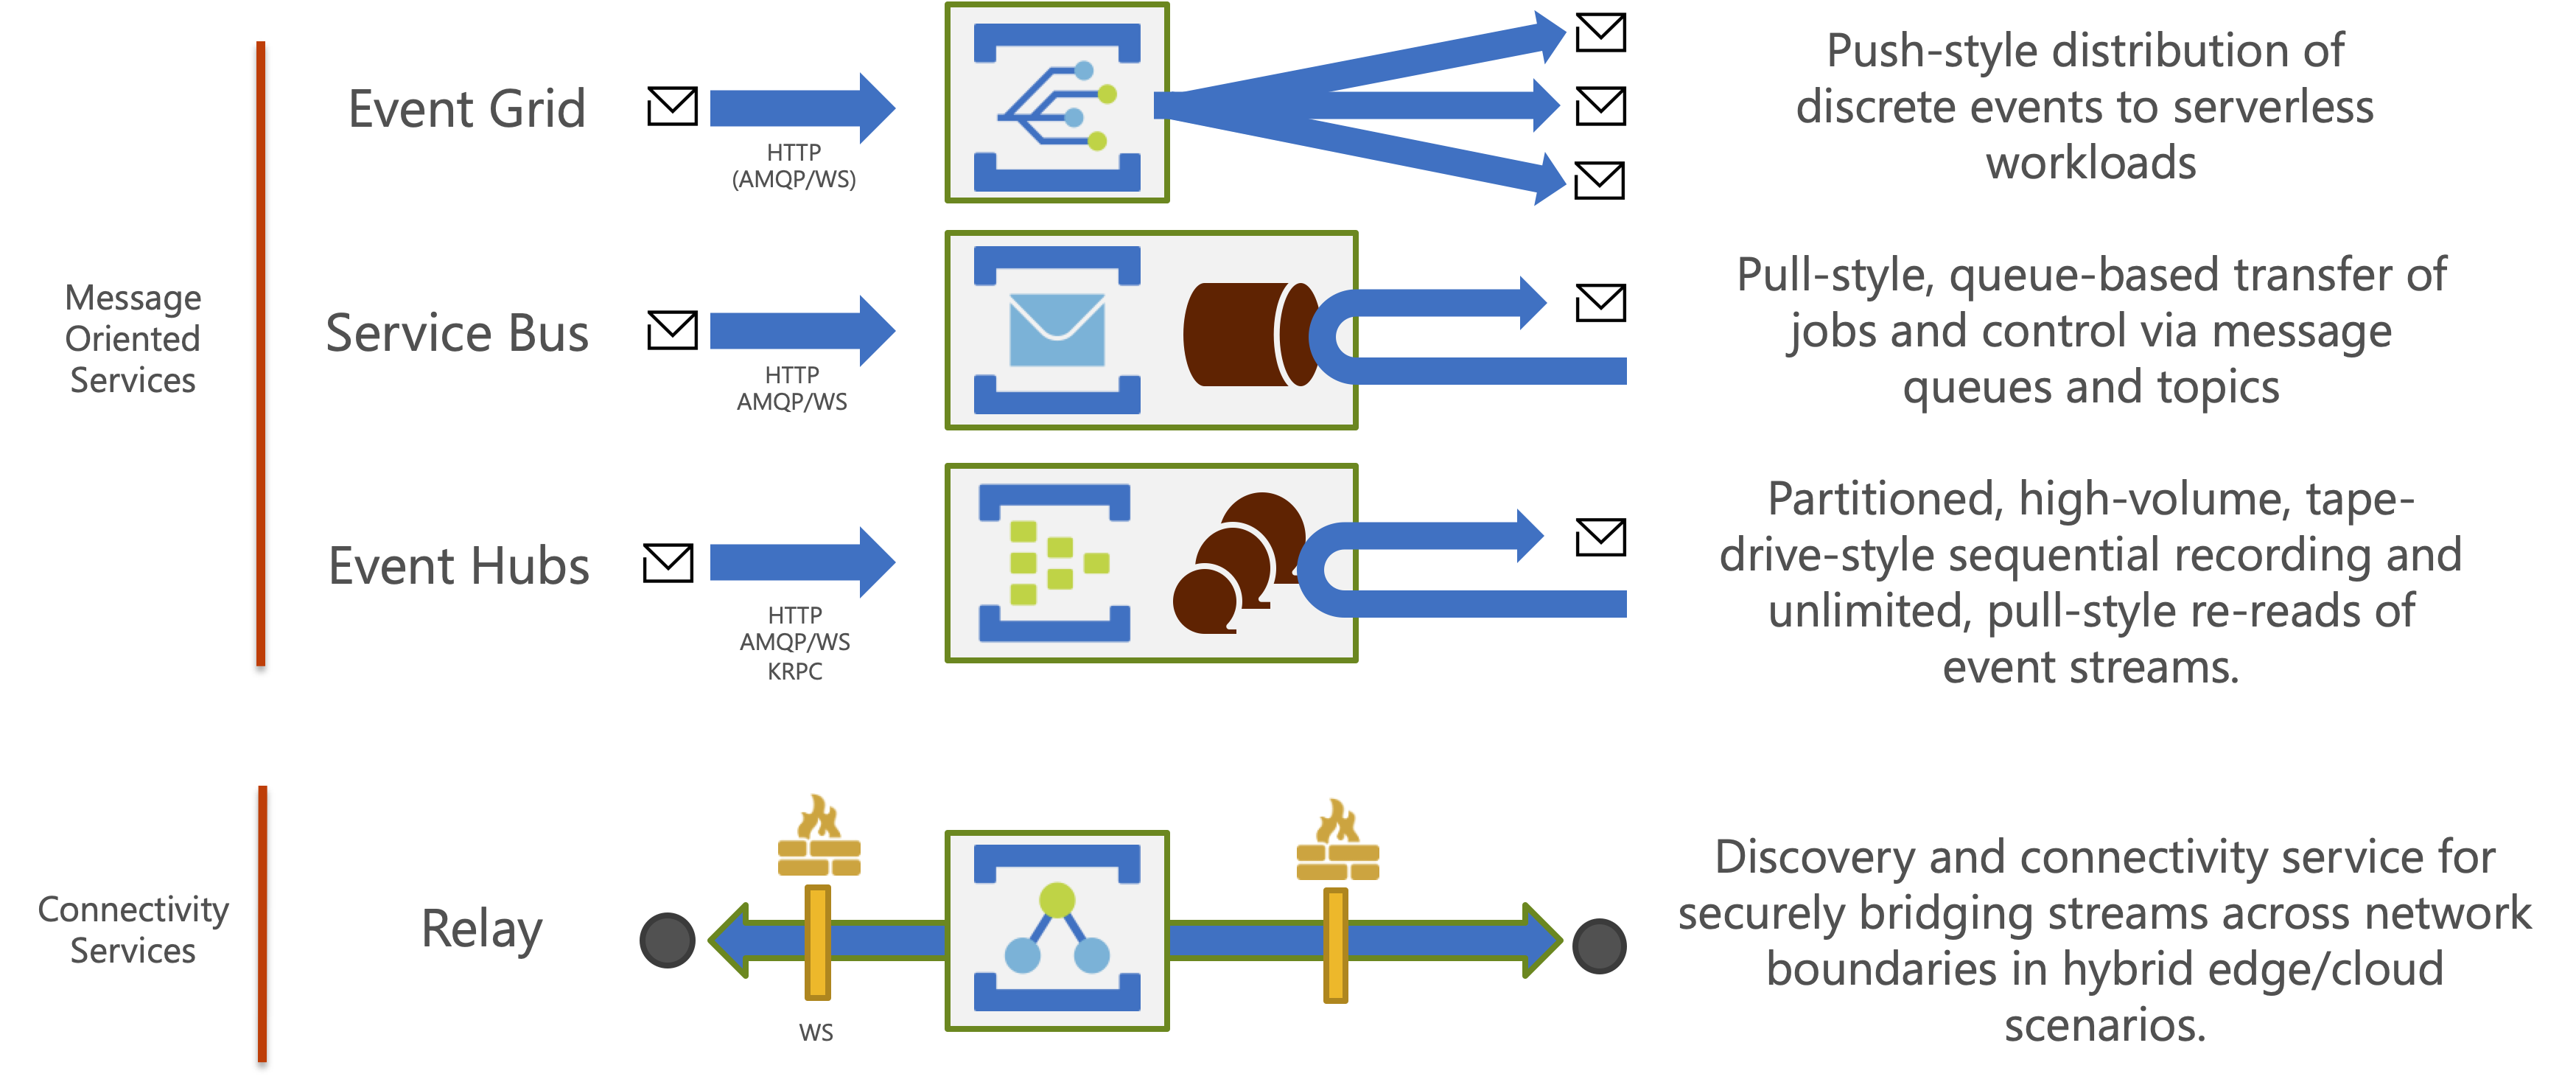 Message
Oriented
Services
Event Grid
HTTP
(AMQP/WS)
Push-style distribution of
discrete events to serverless
workloads
Service Bus
HTTP
AMQP/WS
Pull-style, queue-based transfer of
jobs and control via message
queues and topics
Event Hubs
HTTP
AMQP/WS
KRPC
Partitioned, high-volume, tape-
drive-style sequential recording and
unlimited, pull-style re-reads of
event streams.
Connectivity
Services
Relay
WS
Discovery and connectivity service for
securely bridging streams across network
boundaries in hybrid edge/cloud
scenarios.